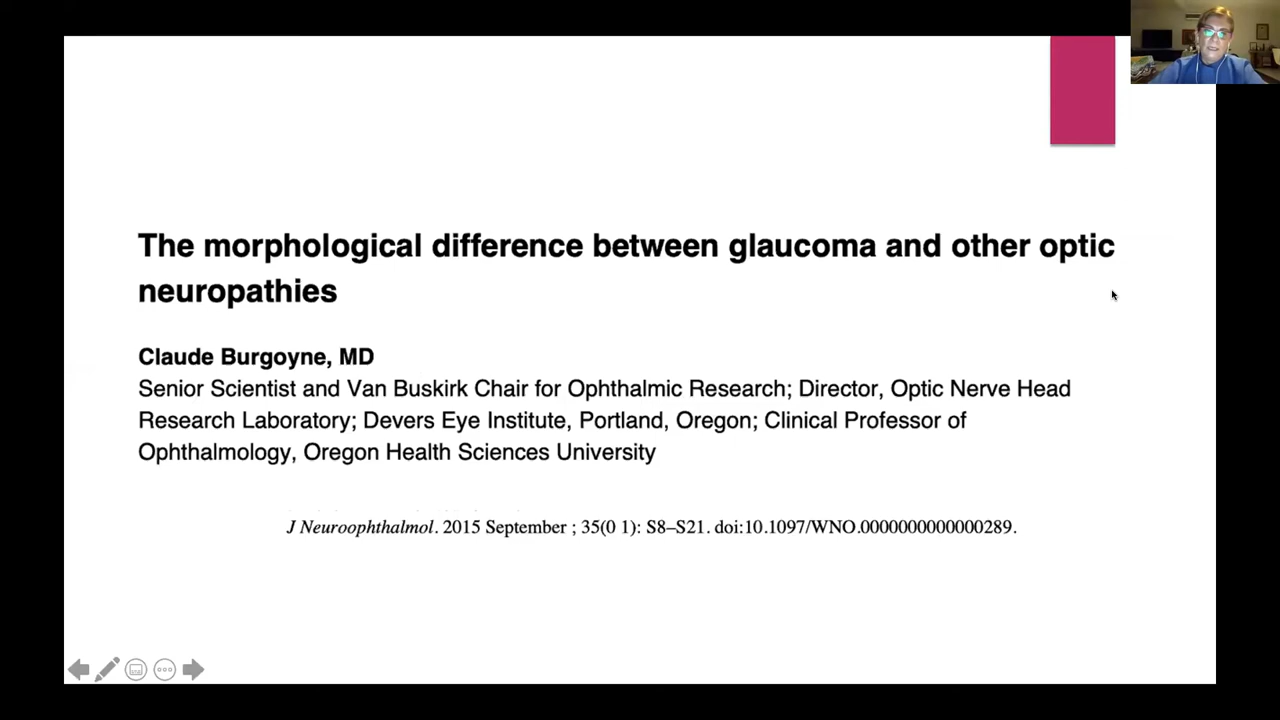 The morphological difference between glaucoma and other optic
neuropathies
Claude Burgoyne, MD
Senior Scientist and Van Buskirk Chair for Ophthalmic Research; Director, Optic Nerve Head
Research Laboratory; Devers Eye Institute, Portland, Oregon; Clinical Professor of
Ophthalmology, Oregon Health Sciences University
J Neuroophthalmol. 2015 September ; 35(0 1): S8–S21. doi:10.1097/WNO.0000000000000289.